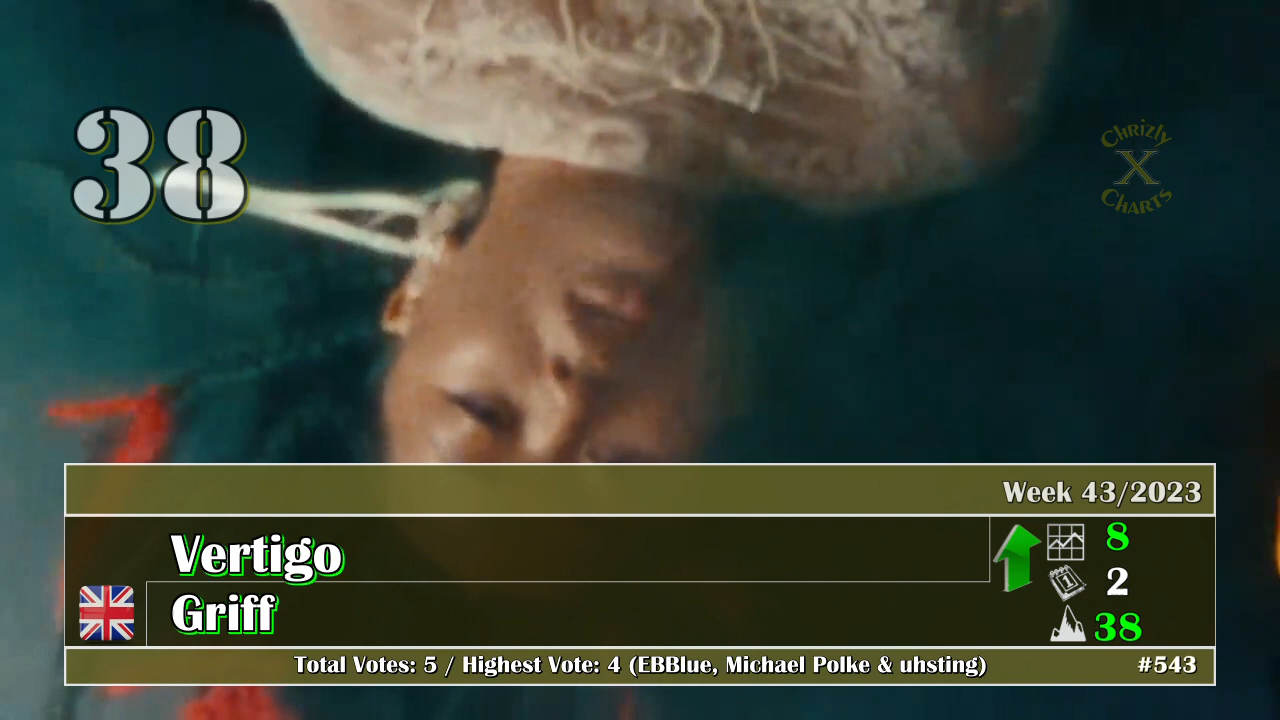 38
Chrizly
X
Charts
Week 43/2023
Vertigo
8
1
2
Griff
38
Total Votes: 5 / Highest Vote: 4 (EBBlue, Michael Polke & uhsting)
#543